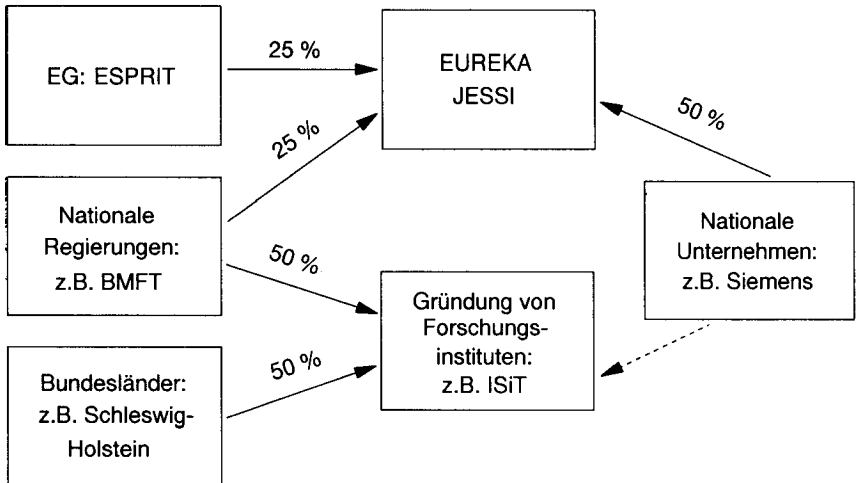 EG: ESPRIT
25 %
EUREKA
JESSI
25 %
50 %
Nationale
Regierungen:
z.B. BMFT
50 %
Nationale
Unternehmen:
z.B. Siemens
Gründung von
Forschungs-
instituten:
z.B. ISiT
Bundesländer:
z.B. Schleswig-
Holstein
50 %